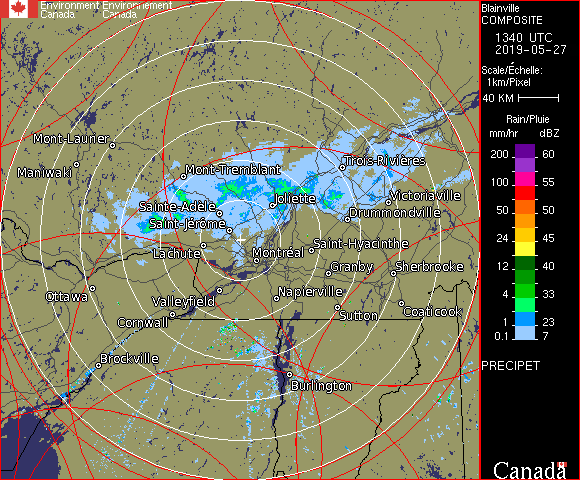 Environment Environnement
Canada Canada
Blainville
COMPOSITE
1340 UTC
2019-05-27
Scale/Échelle:
1km/Pixel
40 KM
Rain/Pluie
mm/hr dBZ
200 60
100 55
50 50
24 45
12 40
4 33
1 23
0.1 7
PRECIPET
Canada
Mont-Laurier
Maniwaki
Mont-Tremblant
Trois-Rivières
Sainte-Adèle
Joliette
Victoriaville
Drummondville
Saint-Jérôme
Lachute
Montréal
Saint-Hyacinthe
Granby
Sherbrooke
Ottawa
Valleyfield
Napierville
Coaticook
Cornwall
Sutton
Brockville
Burlington